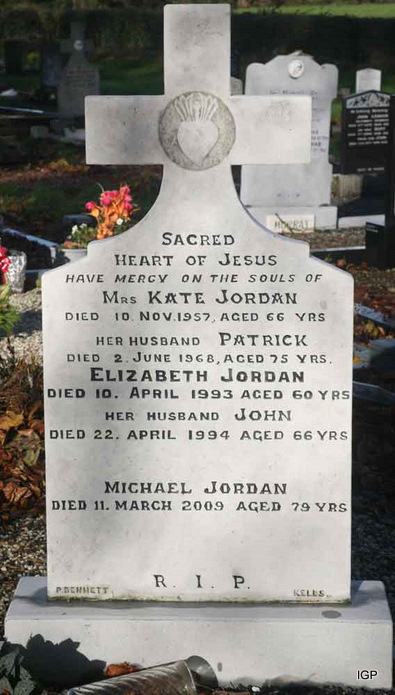 SACRED
HEART OF JESUS
HAVE MERCY ON THE SOULS OF
MRS KATE JORDAN
DIED 10. NOV. 1957, AGED 66 YRS
HER HUSBAND PATRICK
DIED 2. JUNE 1968, AGED 75 YRS.
ELIZABETH JORDAN
DIED 10. APRIL 1993 AGED 60 YRS
HER HUSBAND JOHN
DIED 22. APRIL 1994 AGED 66 YRS
MICHAEL JORDAN
DIED 11. MARCH 2009 AGED 79 YRS
R. I. P.
P. BENNETT KELLS.
MURRAY
IGP